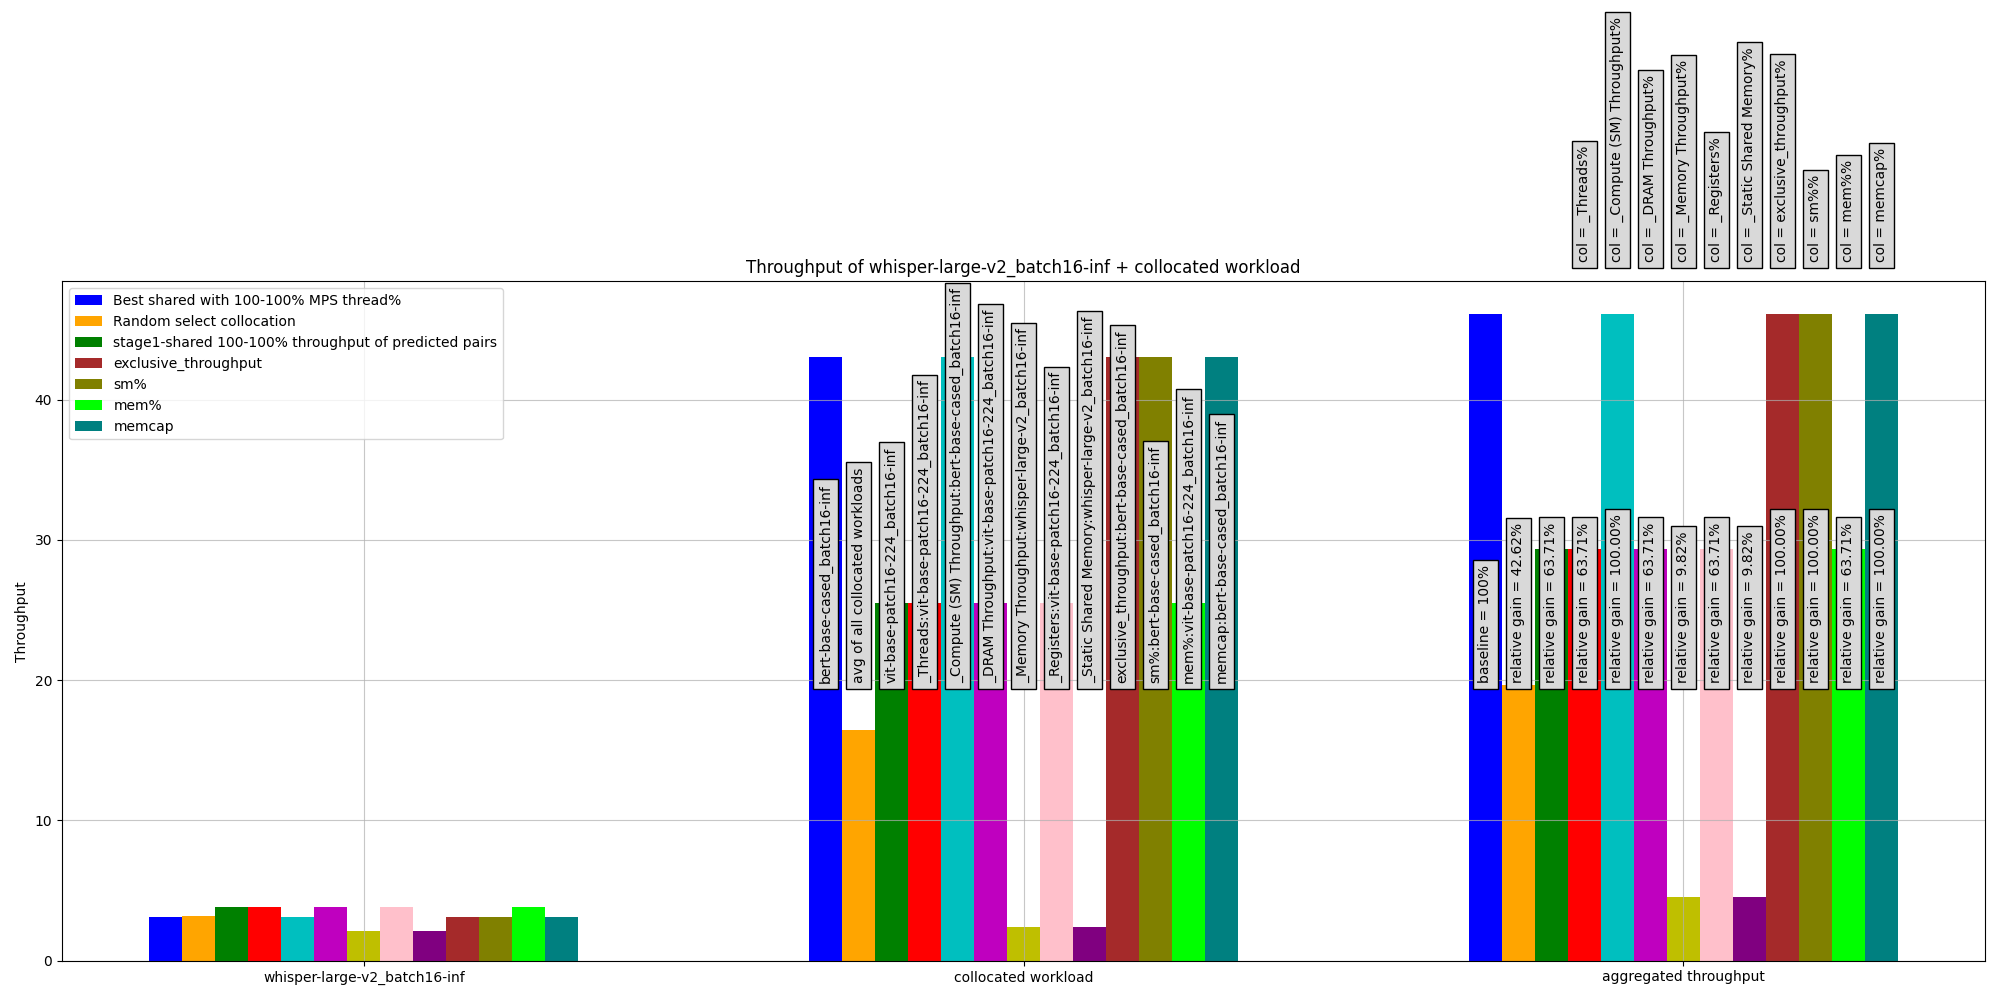 col = _Threads%
col = _Compute (SM) Throughput%
col = _DRAM Throughput%
col = _Memory Throughput%
col = _Registers%
col = _Static Shared Memory%
col = exclusive_throughput%
col = sm%%
col = mem%%
col = memcap%
Throughput of whisper-large-v2_batch16-inf + collocated workload
Best shared with 100-100% MPS thread%
Random select collocation
stage1-shared 100-100% throughput of predicted pairs
exclusive_throughput
sm%
mem%
memcap
Throughput
40
30
20
10
0
bert-base-cased_batch16-inf
avg of all collocated workloads
vit-base-patch16-224_batch16-inf
_Threads:vit-base-patch16-224_batch16-inf
_Compute (SM) Throughput:bert-base-cased_batch16-inf
_DRAM Throughput:vit-base-patch16-224_batch16-inf
_Memory Throughput:whisper-large-v2_batch16-inf
_Registers:vit-base-patch16-224_batch16-inf
_Static Shared Memory:whisper-large-v2_batch16-inf
exclusive_throughput:bert-base-cased_batch16-inf
sm%:bert-base-cased_batch16-inf
mem%:vit-base-patch16-224_batch16-inf
memcap:bert-base-cased_batch16-inf
baseline = 100%
relative gain = 42.62%
relative gain = 63.71%
relative gain = 63.71%
relative gain = 100.00%
relative gain = 63.71%
relative gain = 9.82%
relative gain = 63.71%
relative gain = 9.82%
relative gain = 100.00%
relative gain = 100.00%
relative gain = 63.71%
relative gain = 100.00%
whisper-large-v2_batch16-inf
collocated workload
aggregated throughput